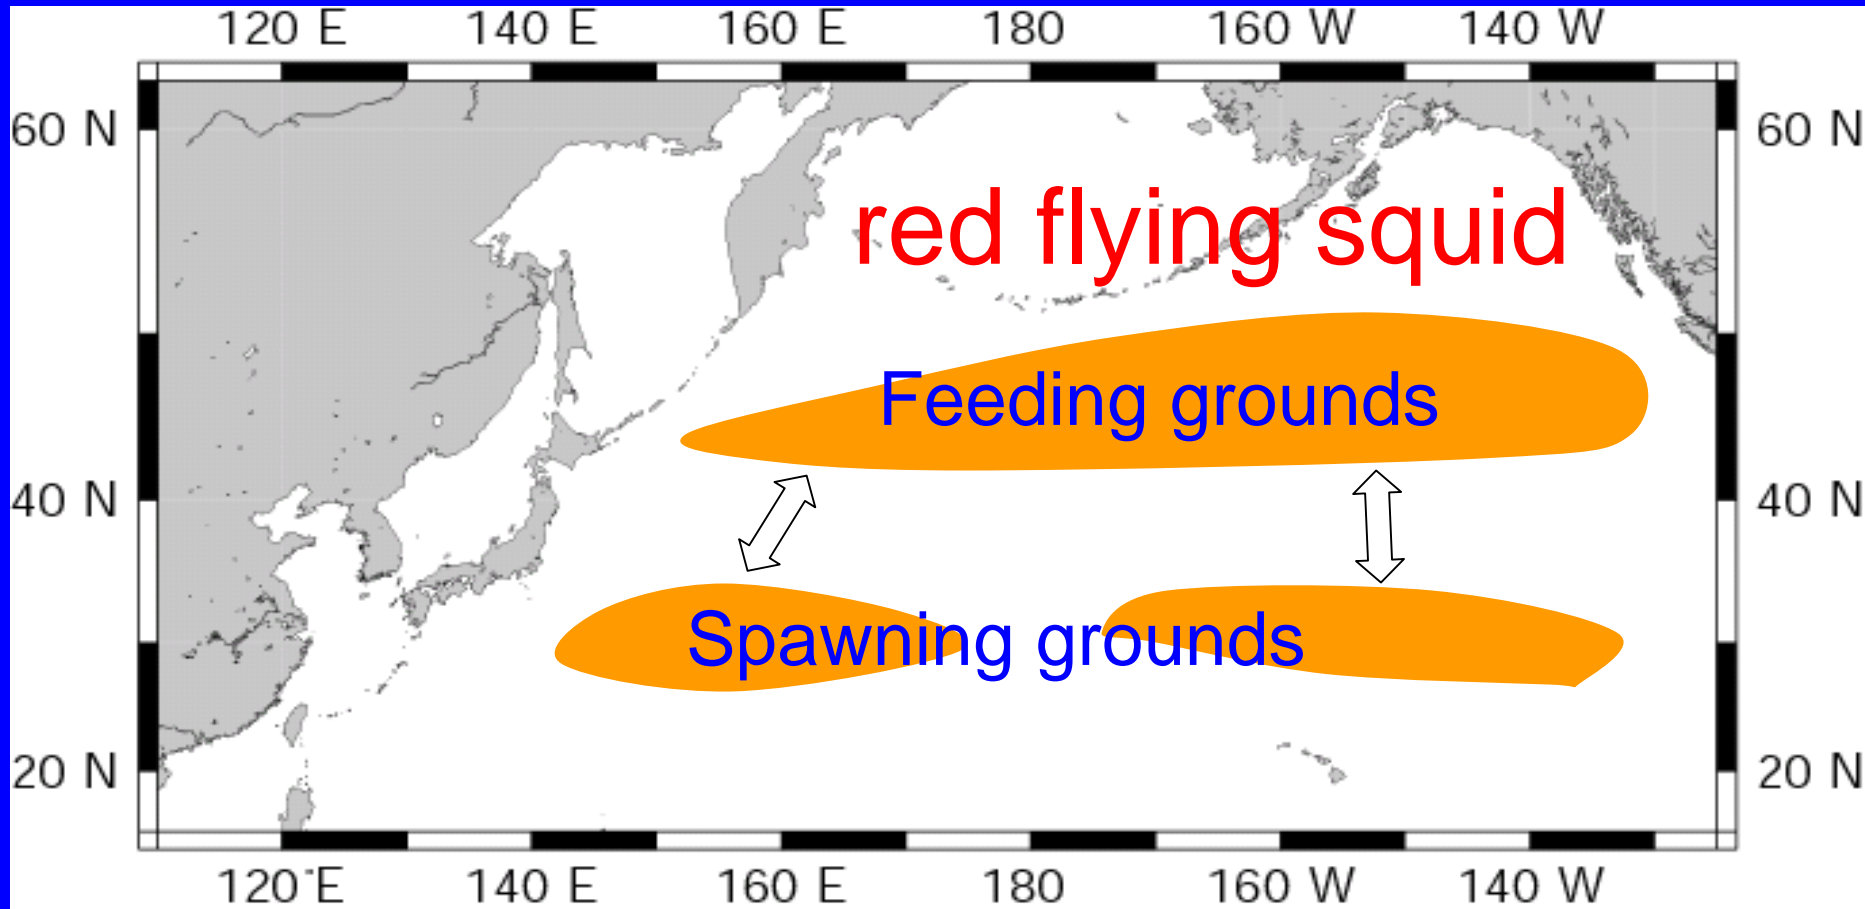 120 E 140 E 160 E 180 160 W 140 W
60 N 60 N
red flying squid
Feeding grounds
40 N 40 N
Spawning grounds
20 N 20 N
120 E 140 E 160 E 180 160 W 140 W